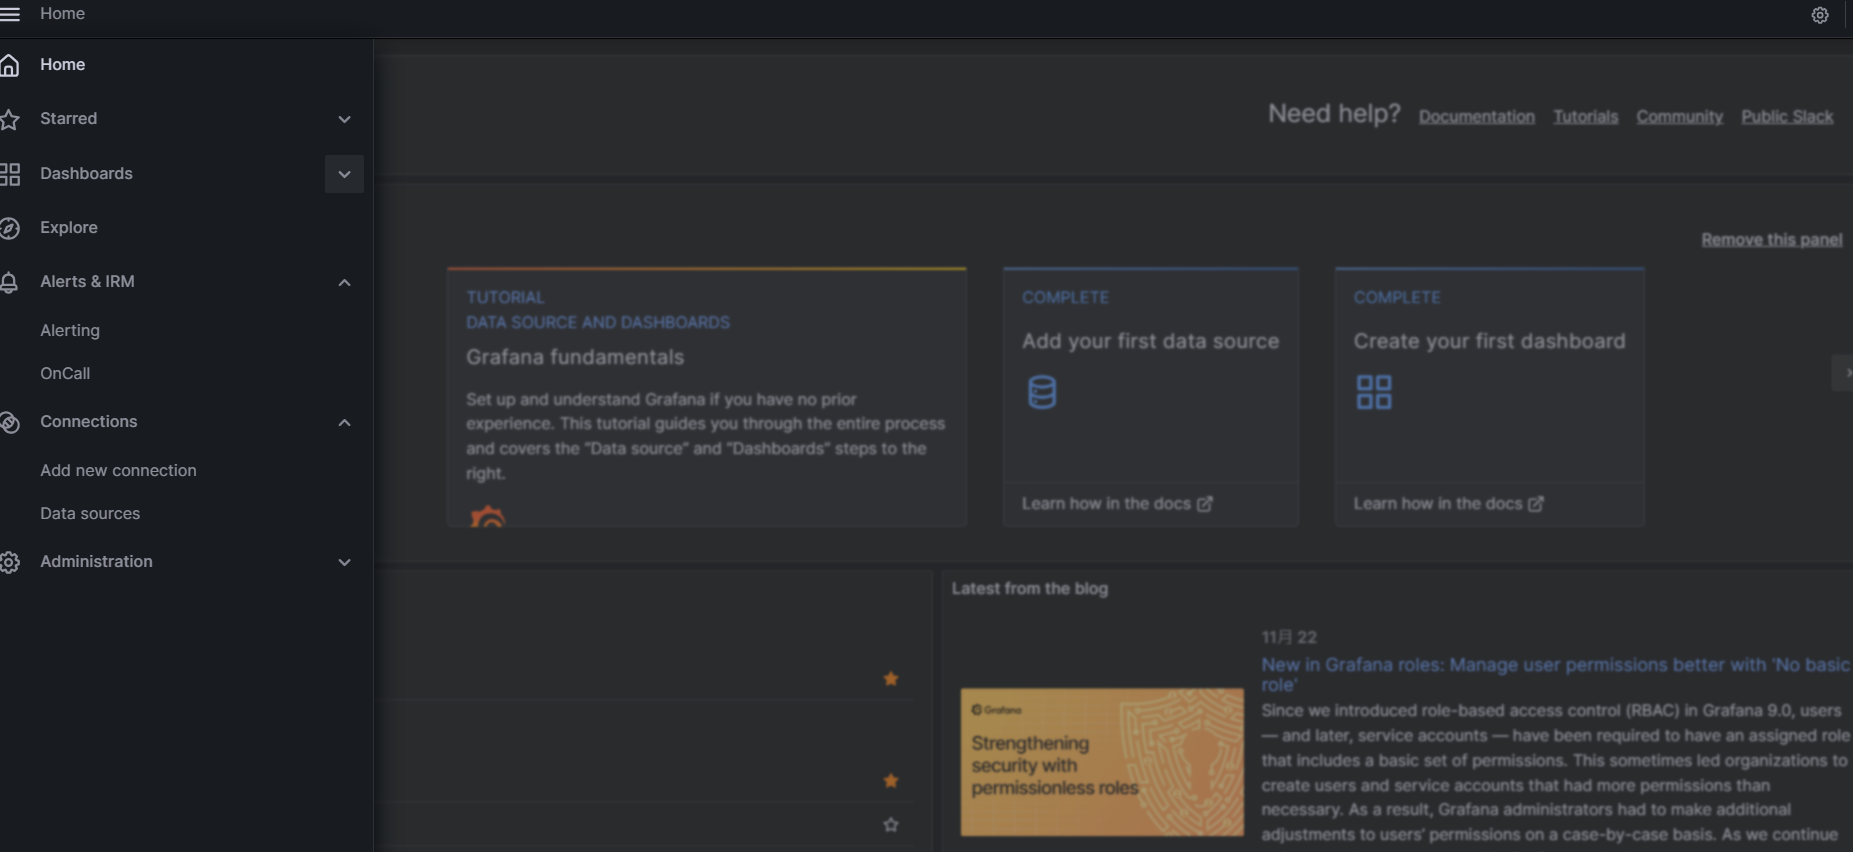 Home
Home
Starred
Dashboards
Explore
Alerts & IRM
Alerting
OnCall
Connections
Add new connection
Data sources
Administration
Need help? Documentation Tutorials Community Public Slack
Remove this panel
TUTORIAL
DATA SOURCE AND DASHBOARDS
Grafana fundamentals
Set up and understand Grafana if you have no prior
experience. This tutorial guides you through the entire process
and covers the "Data source" and "Dashboards" steps to the
right.
COMPLETE
Add your first data source
Learn how in the docs
COMPLETE
Create your first dashboard
Learn how in the docs
Latest from the blog
Grafana
Strengthening
security with
permissionless roles
11月 22
New in Grafana roles: Manage user permissions better with 'No basic
role'
Since we introduced role-based access control (RBAC) in Grafana 9.0, users
— and later, service accounts — have been required to have an assigned role
that includes a basic set of permissions. This sometimes led organizations to
create users and service accounts that had more permissions than
necessary. As a result, Grafana administrators had to make additional
adjustments to users' permissions on a case-by-case basis. As we continue